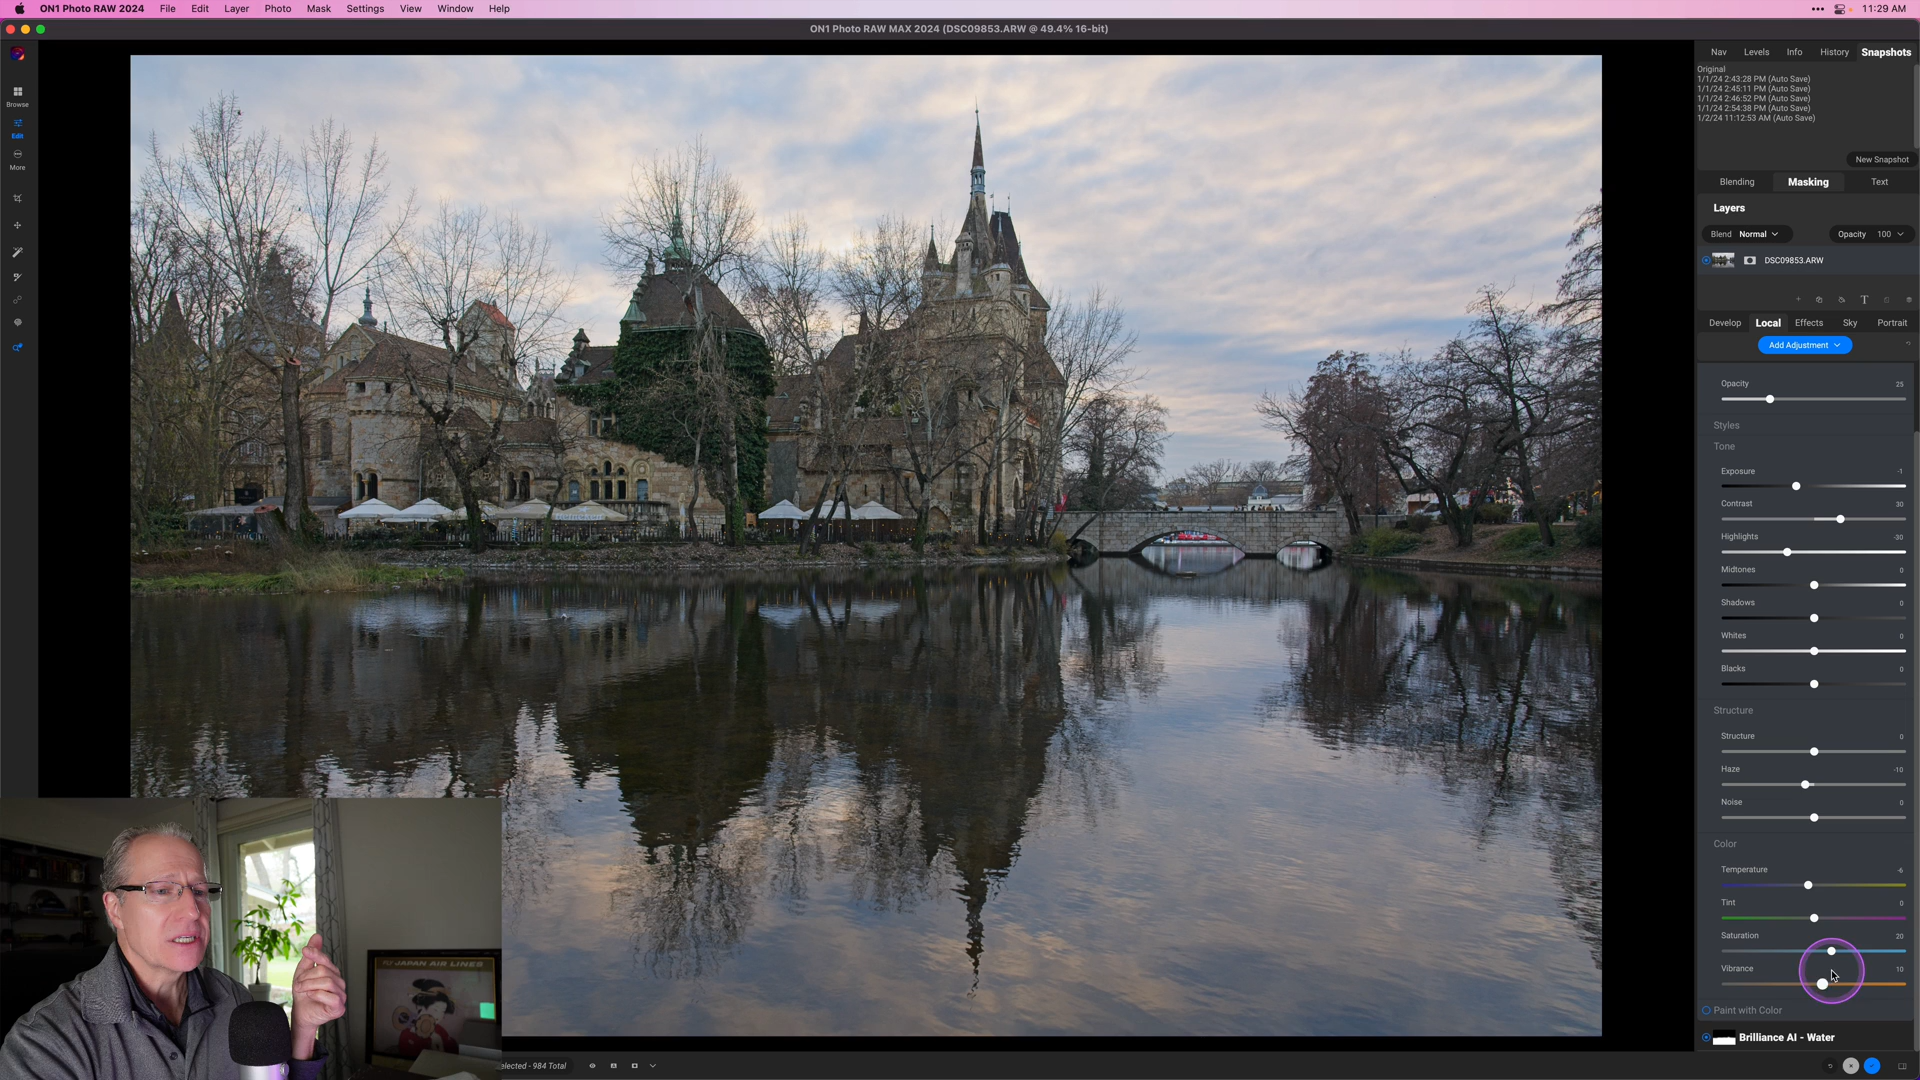 ON1 Photo RAW MAX 2024 File Edit Layer Photo Mask Settings View Window Help 11:29 AM
ON1 Photo RAW MAX 2024 (DSC09853.ARW @ 49.4% 16-bit)
Browse
Edit
More
Nav Levels Info History Snapshots
Original
1/1/24 2:43:28 PM (Auto Save)
1/1/24 2:45:11 PM (Auto Save)
1/1/24 2:46:52 PM (Auto Save)
1/1/24 2:54:38 PM (Auto Save)
1/2/24 11:12:53 AM (Auto Save)
New Snapshot
Blending Masking Text
Layers
Blend Normal Opacity 100
DSC09853.ARW
T
Develop Local Effects Sky Portrait
Add Adjustment
Opacity 25
Styles
Tone
Exposure -1
Contrast 30
Highlights -30
Midtones 0
Shadows 0
Whites 0
Blacks 0
Structure
Structure 0
Haze -10
Noise 0
Color
Temperature -6
Tint 0
Saturation 20
Vibrance 10
Paint with Color
Brilliance AI - Water
JAPAN AIR LINES
elected - 984 Total